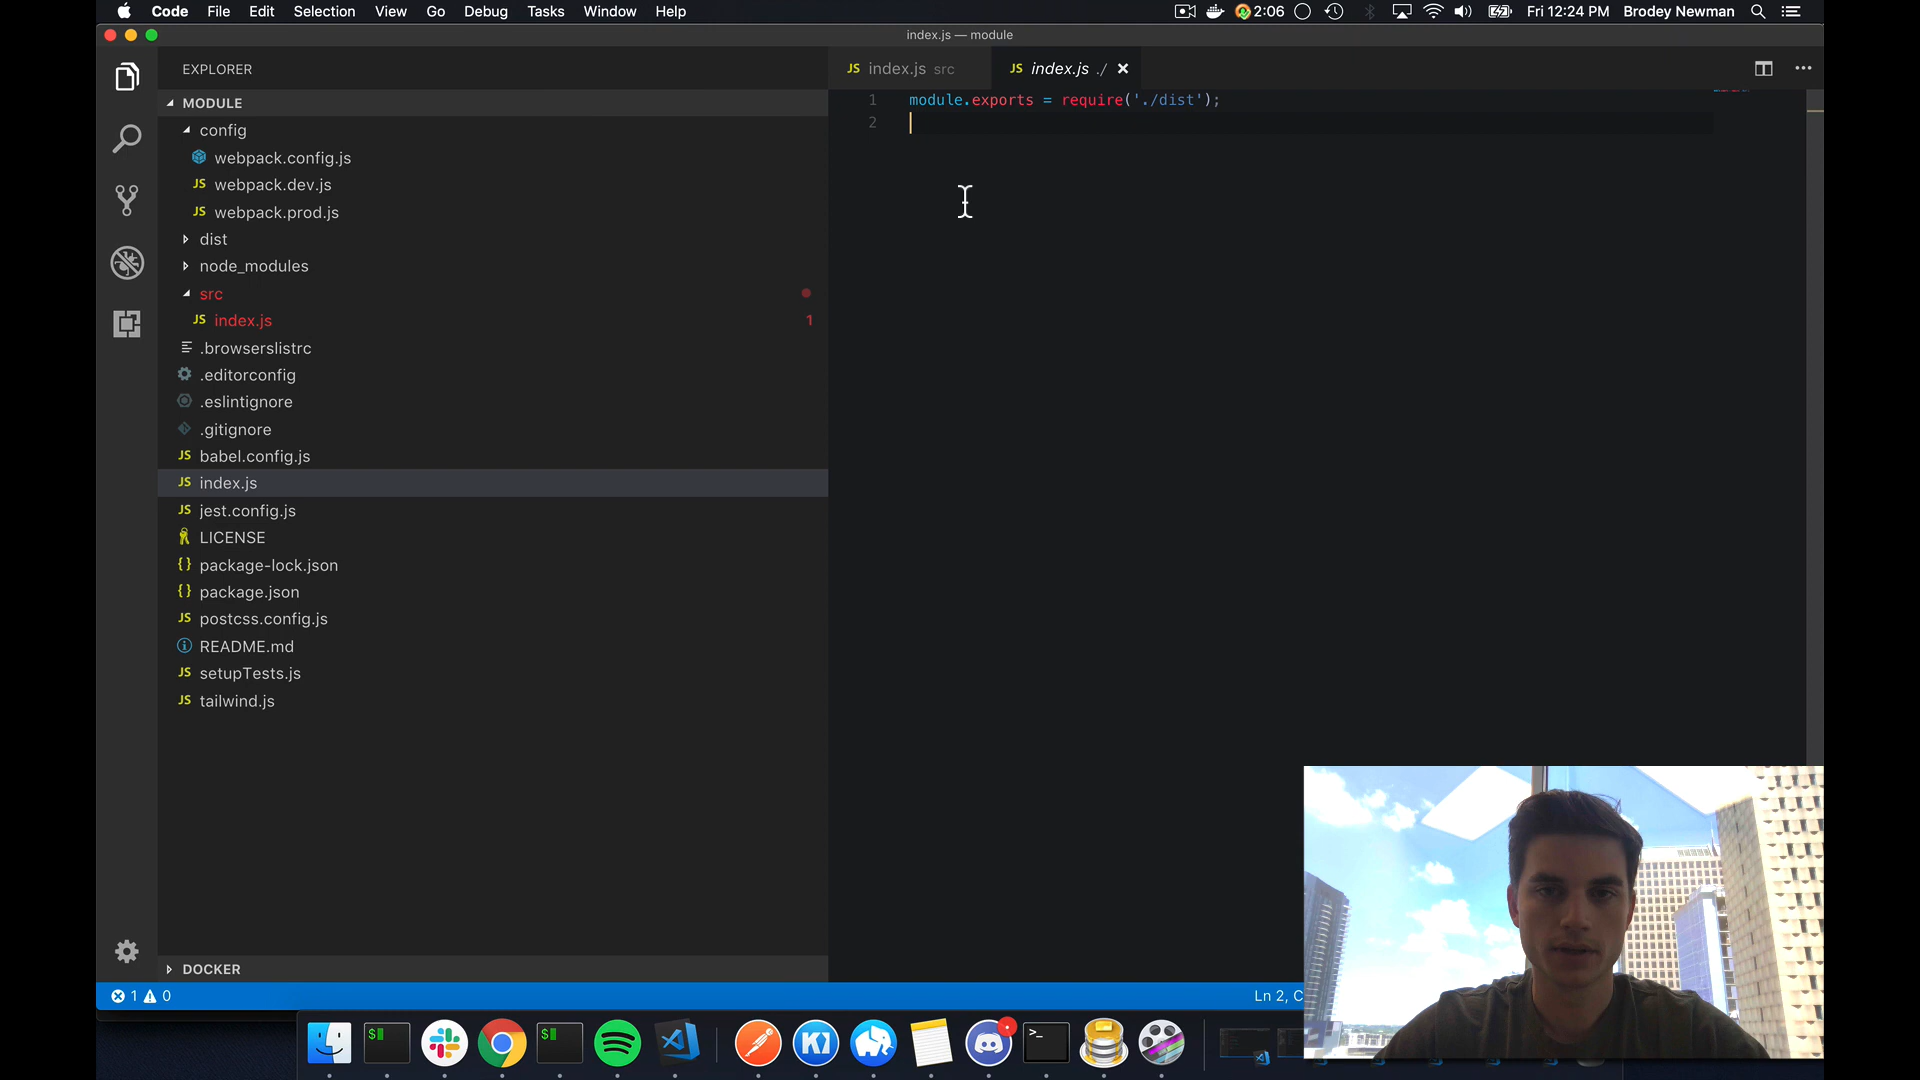 Code File Edit Selection View Go Debug Tasks Window Help 2:06 Fri 12:24 PM Brodey Newman
index.js — module
EXPLORER
JS index.js src JS index.js ./
MODULE
config
webpack.config.js
JS webpack.dev.js
JS webpack.prod.js
dist
node_modules
src
JS index.js 1
.browserslistrc
.editorconfig
.eslintignore
.gitignore
JS babel.config.js
JS index.js
JS jest.config.js
LICENSE
{} package-lock.json
{} package.json
JS postcss.config.js
README.md
JS setupTests.js
JS tailwind.js
1 module.exports = require('./dist');
2
DOCKER
1 0
Ln 2, C
$ $ >_